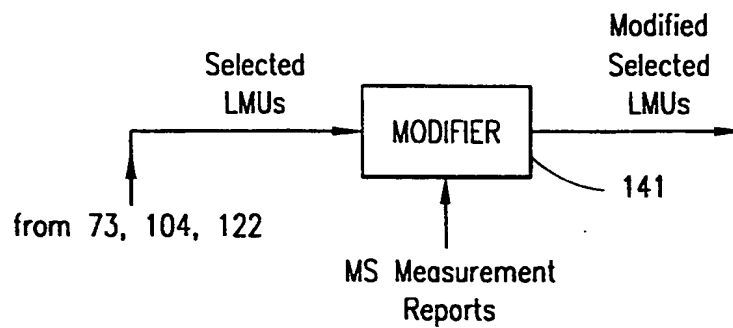 Modified
Selected
LMUs
Selected
LMUs
MODIFIER
141
from 73, 104, 122
MS Measurement
Reports